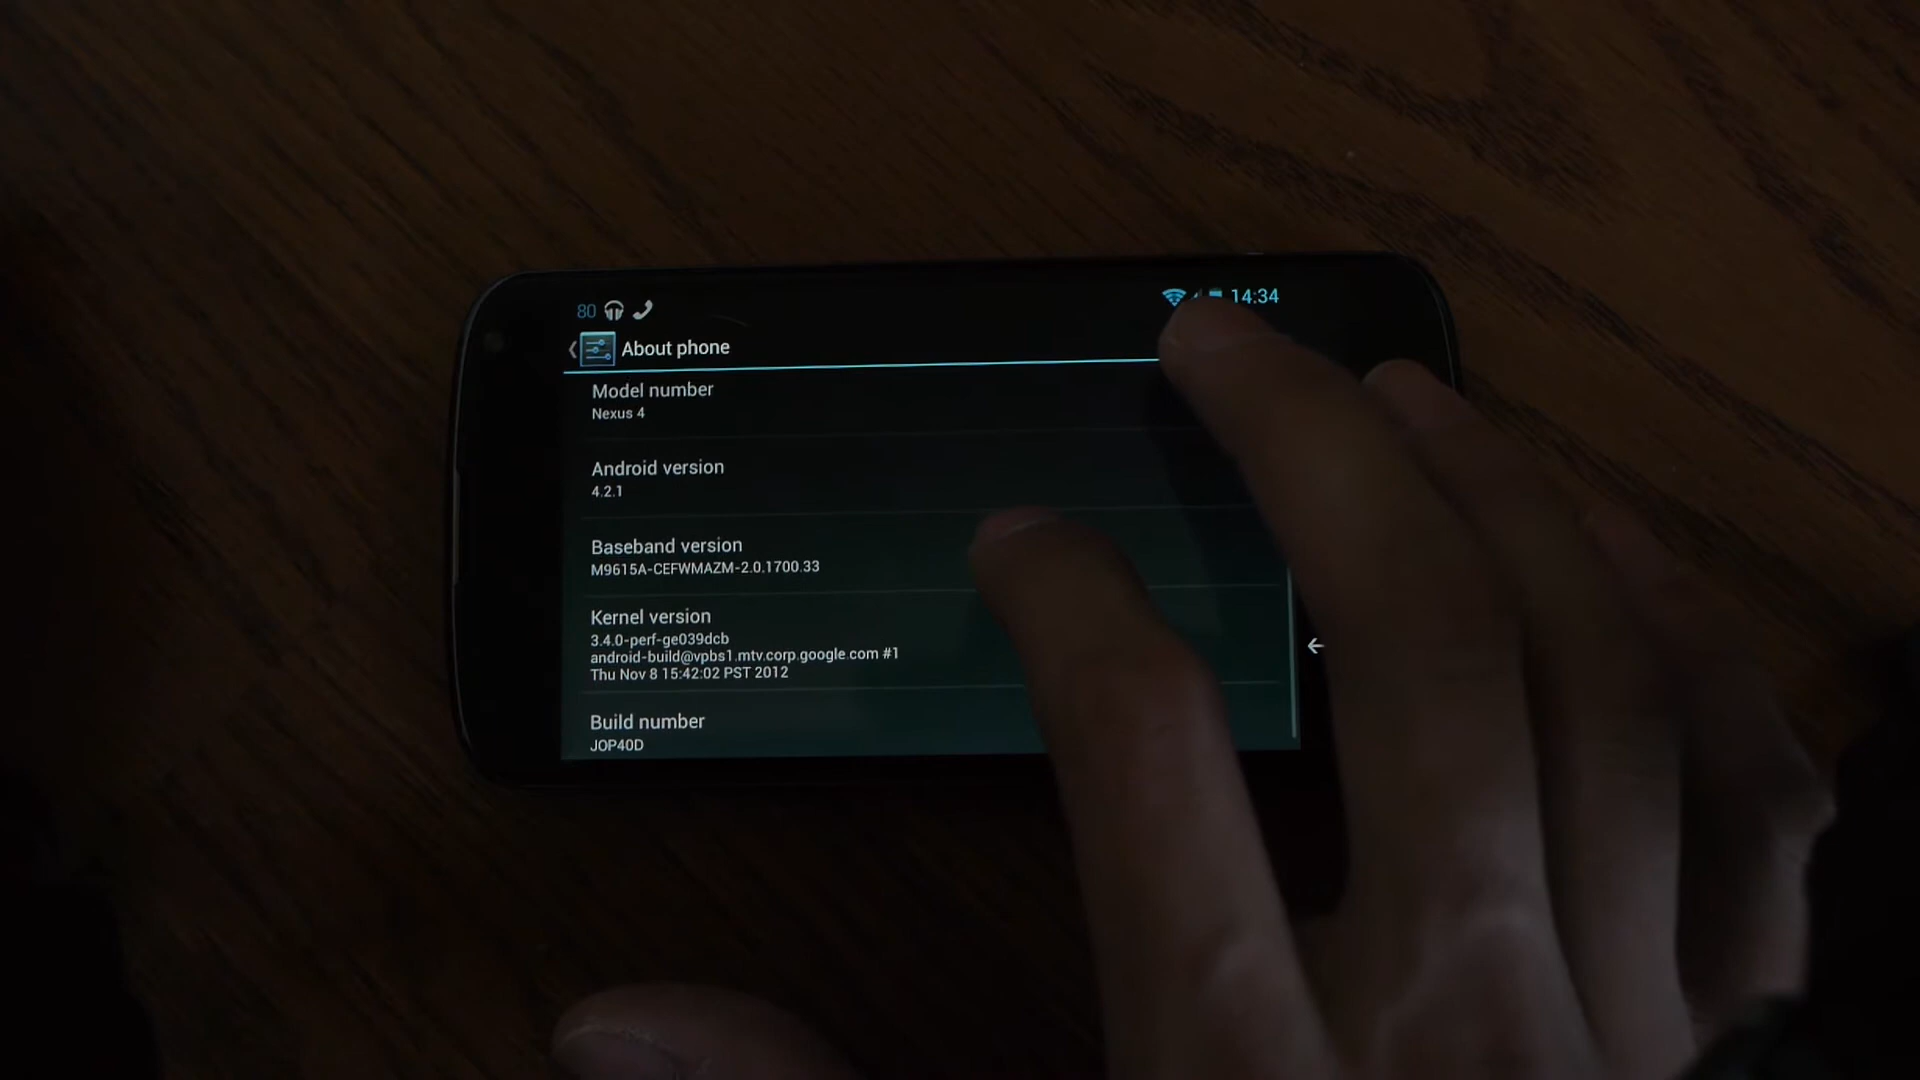 80
14:34
About phone
Model number
Nexus 4
Android version
4.2.1
Baseband version
M9615A-CEFWMAZM-2.0.1700.33
Kernel version
3.4.0-perf-ge039dcb
android-build@vpbs1.mtv.corp.google.com #1
Thu Nov 8 15:42:02 PST 2012
Build number
JOP40D